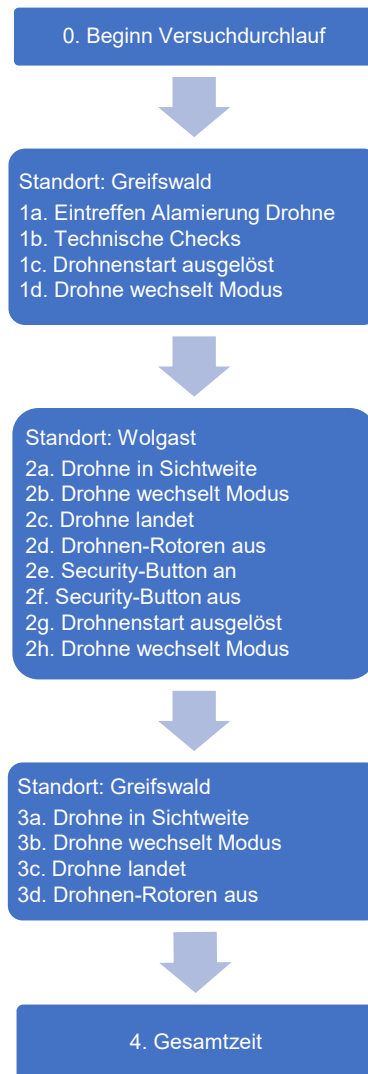 0. Beginn Versuchdurchlauf
Standort: Greifswald
1a. Eintreffen Alamierung Drohne
1b. Technische Checks
1c. Drohnenstart ausgelöst
1d. Drohne wechselt Modus
Standort: Wolgast
2a. Drohne in Sichtweite
2b. Drohne wechselt Modus
2c. Drohne landet
2d. Drohnen-Rotoren aus
2e. Security-Button an
2f. Security-Button aus
2g. Drohnenstart ausgelöst
2h. Drohne wechselt Modus
Standort: Greifswald
3a. Drohne in Sichtweite
3b. Drohne wechselt Modus
3c. Drohne landet
3d. Drohnen-Rotoren aus
4. Gesamtzeit